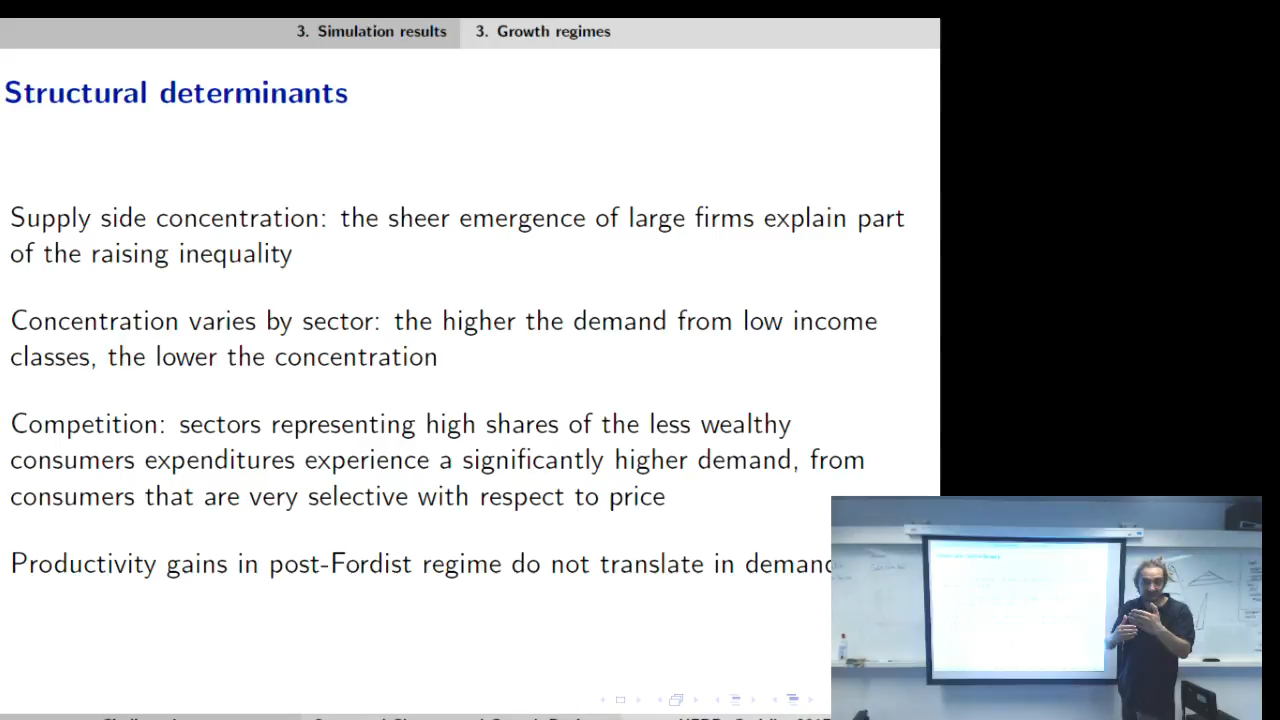 3. Simulation results 3. Growth regimes
Structural determinants
Supply side concentration: the sheer emergence of large firms explain part
of the raising inequality
Concentration varies by sector: the higher the demand from low income
classes, the lower the concentration
Competition: sectors representing high shares of the less wealthy
consumers expenditures experience a significantly higher demand, from
consumers that are very selective with respect to price
Productivity gains in post-Fordist regime do not translate in demand